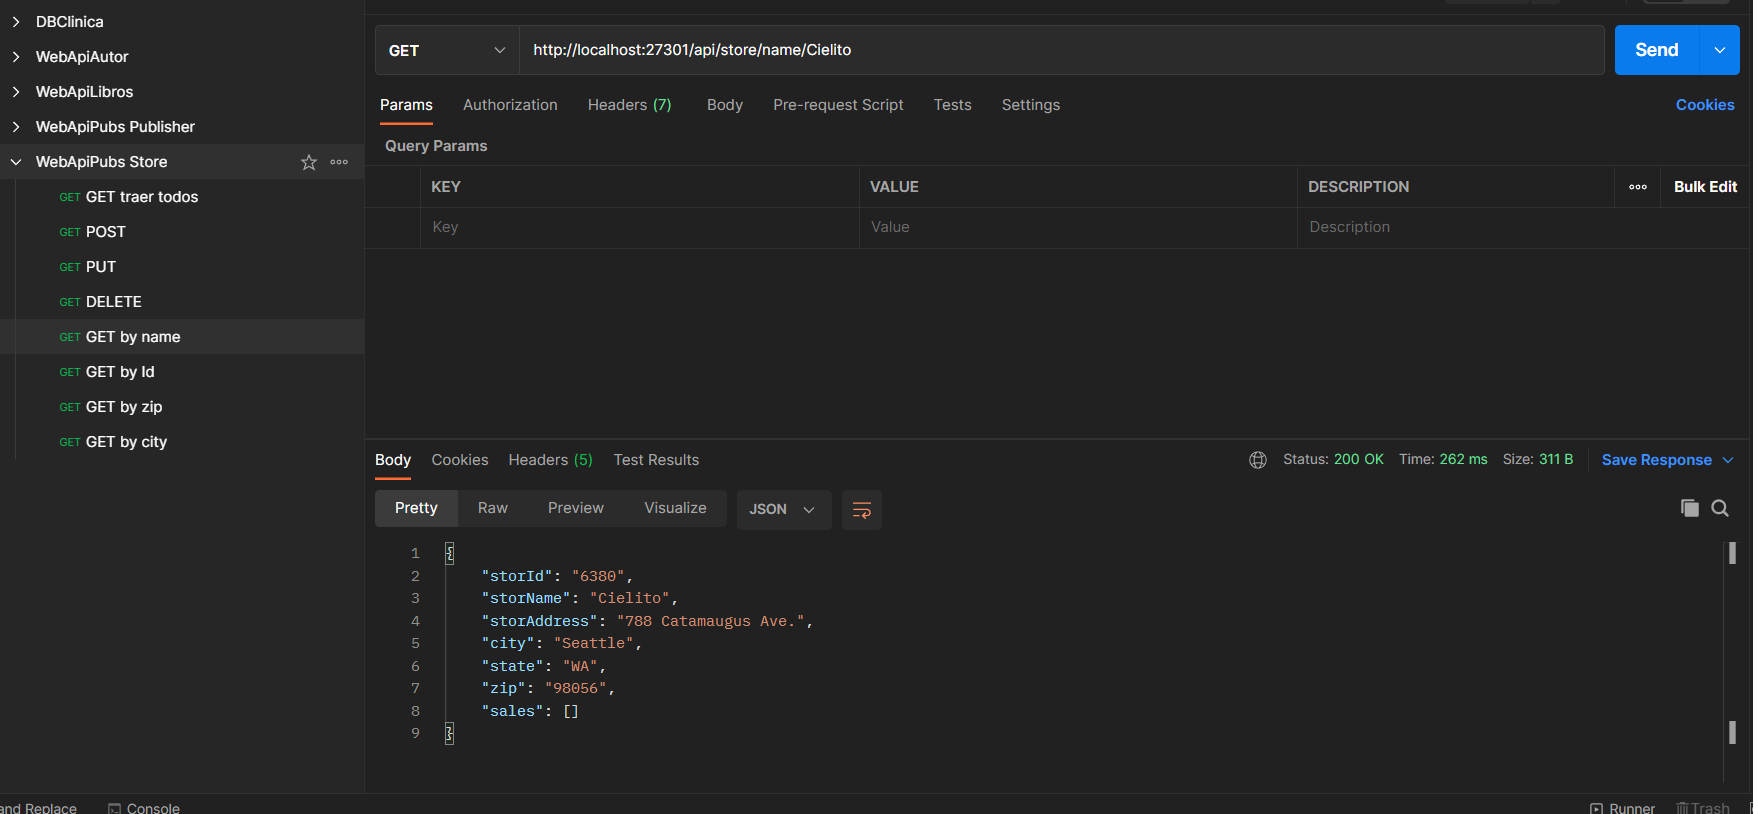 DBClinica
WebApiAutor
WebApiLibros
WebApiPubs Publisher
WebApiPubs Store
GET GET traer todos
GET POST
GET PUT
GET DELETE
GET GET by name
GET GET by Id
GET GET by zip
GET GET by city
GET http://localhost:27301/api/store/name/Cielito Send
Params Authorization Headers (7) Body Pre-request Script Tests Settings Cookies
Query Params
KEY VALUE DESCRIPTION Bulk Edit
Key Value Description
Body Cookies Headers (5) Test Results Status: 200 OK Time: 262 ms Size: 311 B Save Response
Pretty Raw Preview Visualize JSON
1 {
2 "storId": "6380",
3 "storName": "Cielito",
4 "storAddress": "788 Catamaugus Ave.",
5 "city": "Seattle",
6 "state": "WA",
7 "zip": "98056",
8 "sales": []
9 }
and Replace Console Runner Trash